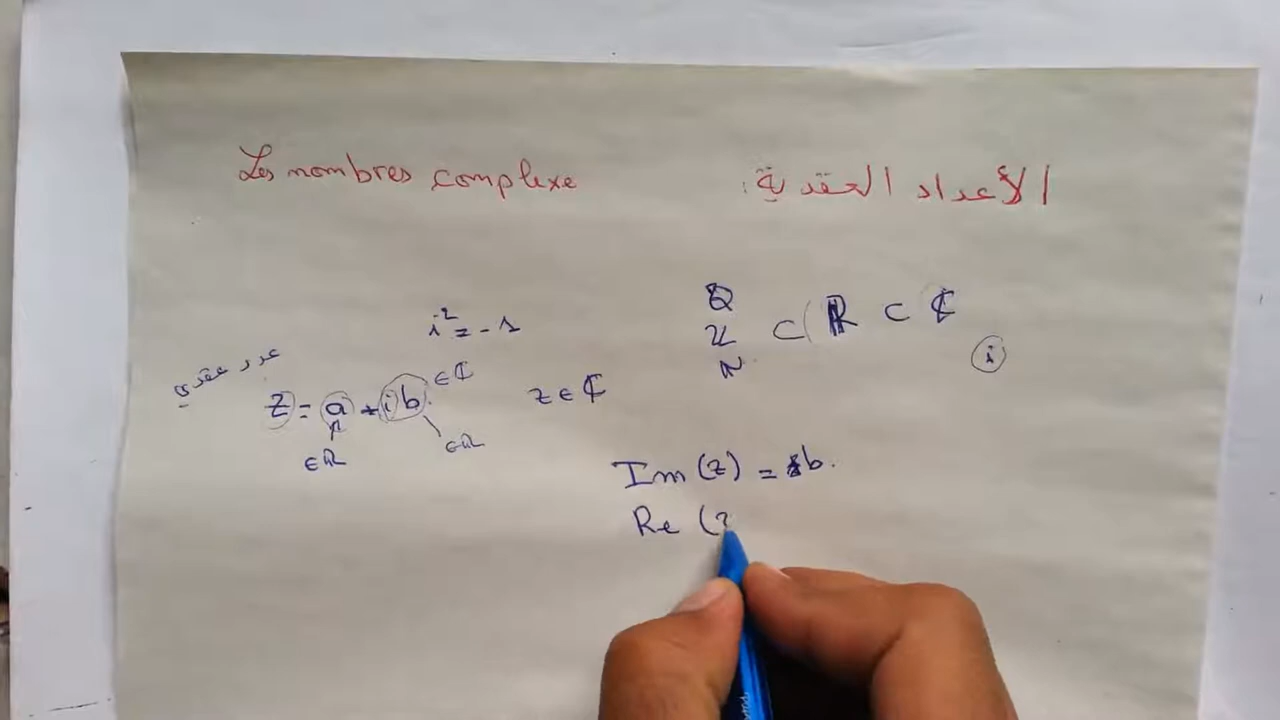 Les nombres complexe
الأعداد العقدية:
i² = -1
عدد عقدي
z = a + ib ∈ ℂ
∈ ℝ
∈ ℝ
z ∈ ℂ
Q
Z ⊂ ℝ ⊂ ℂ
N
i
Im(z) = b.
Re (z